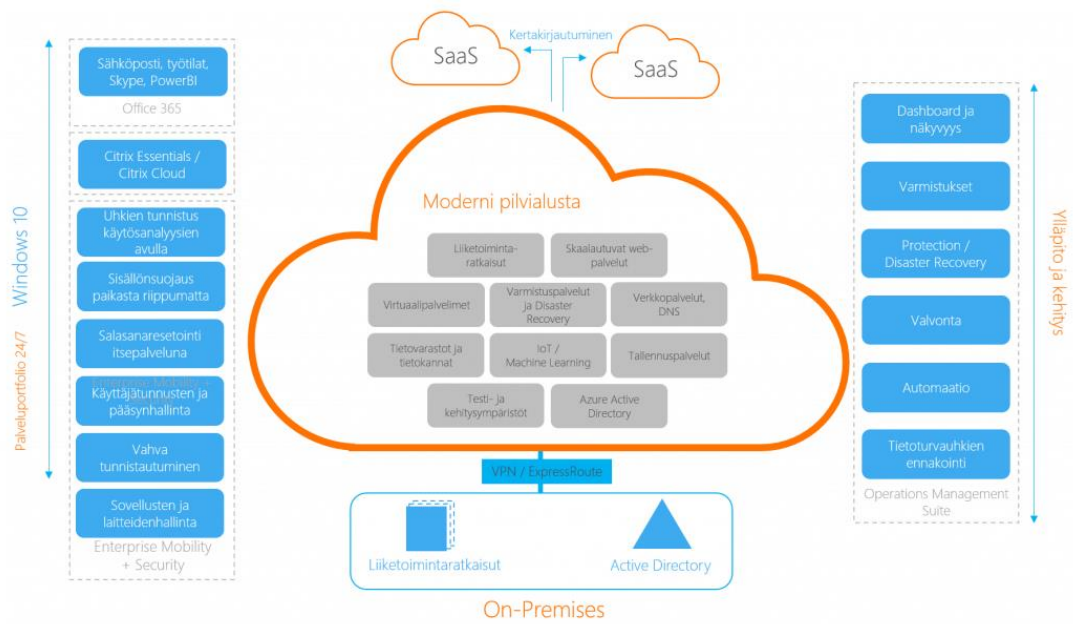 SaaS
Kertakirjautuminen
SaaS
Windows 10
Palveluportfolio 24/7
Sähköposti, työtilat,
Skype, PowerBI
Office 365
Citrix Essentials /
Citrix Cloud
Uhkien tunnistus
käytösanalyysien
avulla
Sisällönsuojaus
paikasta riippumatta
Salasanaresetointi
itsepalveluna
Enterprise Mobility +
Käyttäjätunnusten ja
pääsynhallinta
Vahva
tunnistautuminen
Sovellusten ja
laitteidenhallinta
Enterprise Mobility
+ Security
Moderni pilvialusta
Liiketoiminta-
ratkaisut
Skaalautuvat web-
palvelut
Virtuaalipalvelimet
Varmistuspalvelut
ja Disaster
Recovery
Verkkopalvelut,
DNS
Tietovarastot ja
tietokannat
IoT /
Machine Learning
Tallennuspalvelut
Testi- ja
kehitysympäristöt
Azure Active
Directory
VPN / ExpressRoute
Liiketoimintaratkaisut
Active Directory
On-Premises
Dashboard ja
näkyvyys
Varmistukset
Protection /
Disaster Recovery
Valvonta
Automaatio
Tietoturvauhkien
ennakointi
Operations Management
Suite
Ylläpito ja kehitys